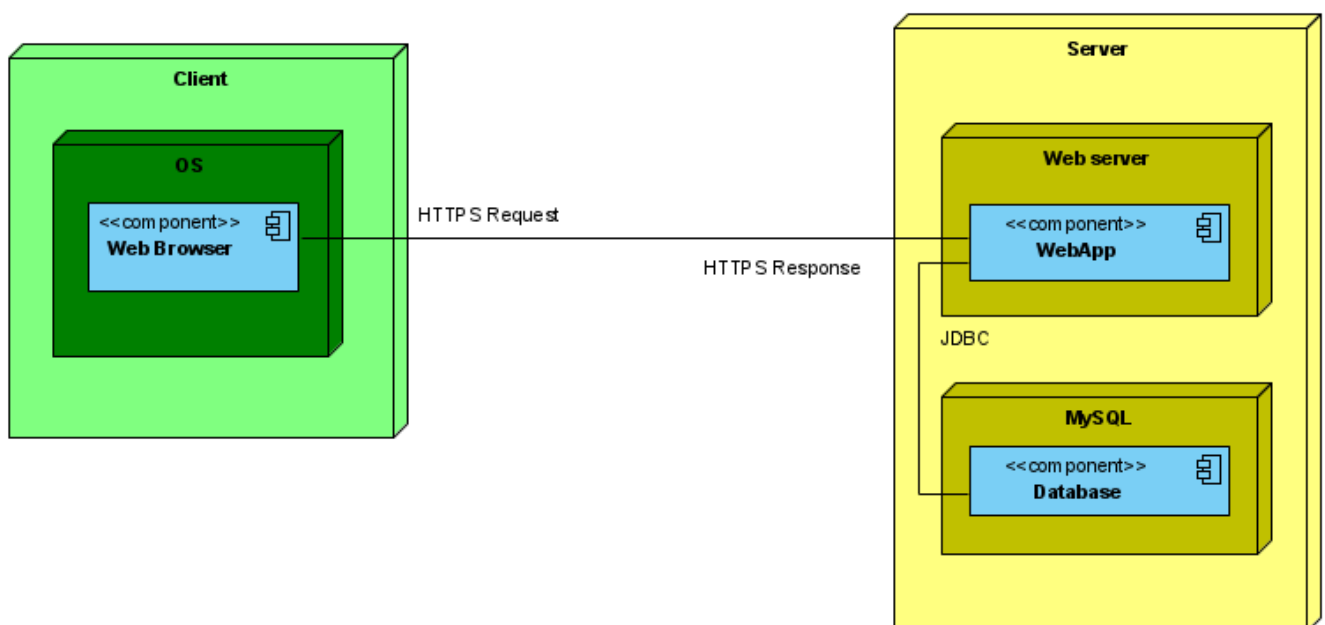 Client
OS
<<component>>
Web Browser
HTTPS Request
HTTPS Response
Server
Web server
<<component>>
WebApp
JDBC
MySQL
<<component>>
Database